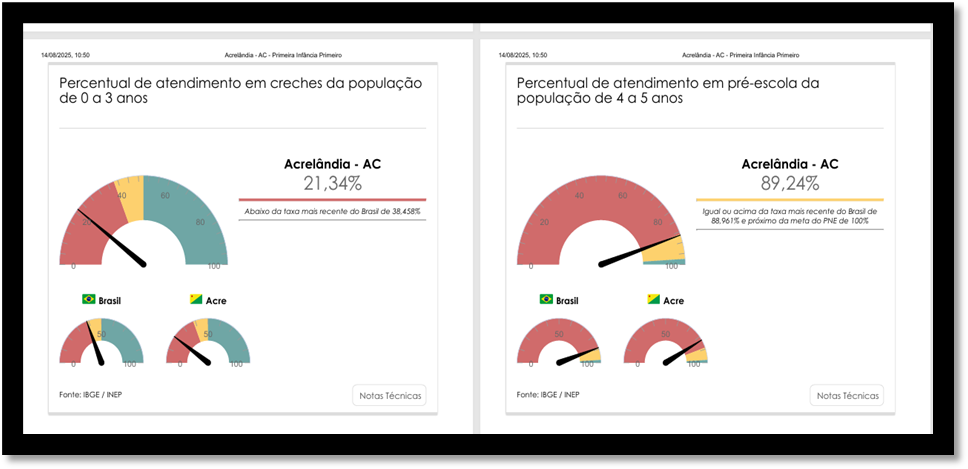 14/08/2025, 10:50
Acrelândia - AC - Primeira Infância Primeiro
Percentual de atendimento em creches da população
de 0 a 3 anos
Acrelândia - AC
21,34%
Abaixo da taxa mais recente do Brasil de 38,458%
0
20
40
60
80
100
Brasil
0
50
100
Acre
0
50
100
Fonte: IBGE / INEP
Notas Técnicas
14/08/2025, 10:50
Acrelândia - AC - Primeira Infância Primeiro
Percentual de atendimento em pré-escola da
população de 4 a 5 anos
Acrelândia - AC
89,24%
Igual ou acima da taxa mais recente do Brasil de
88,961% e próximo da meta do PNE de 100%
0
20
40
60
80
100
Brasil
0
50
100
Acre
0
50
100
Fonte: IBGE / INEP
Notas Técnicas